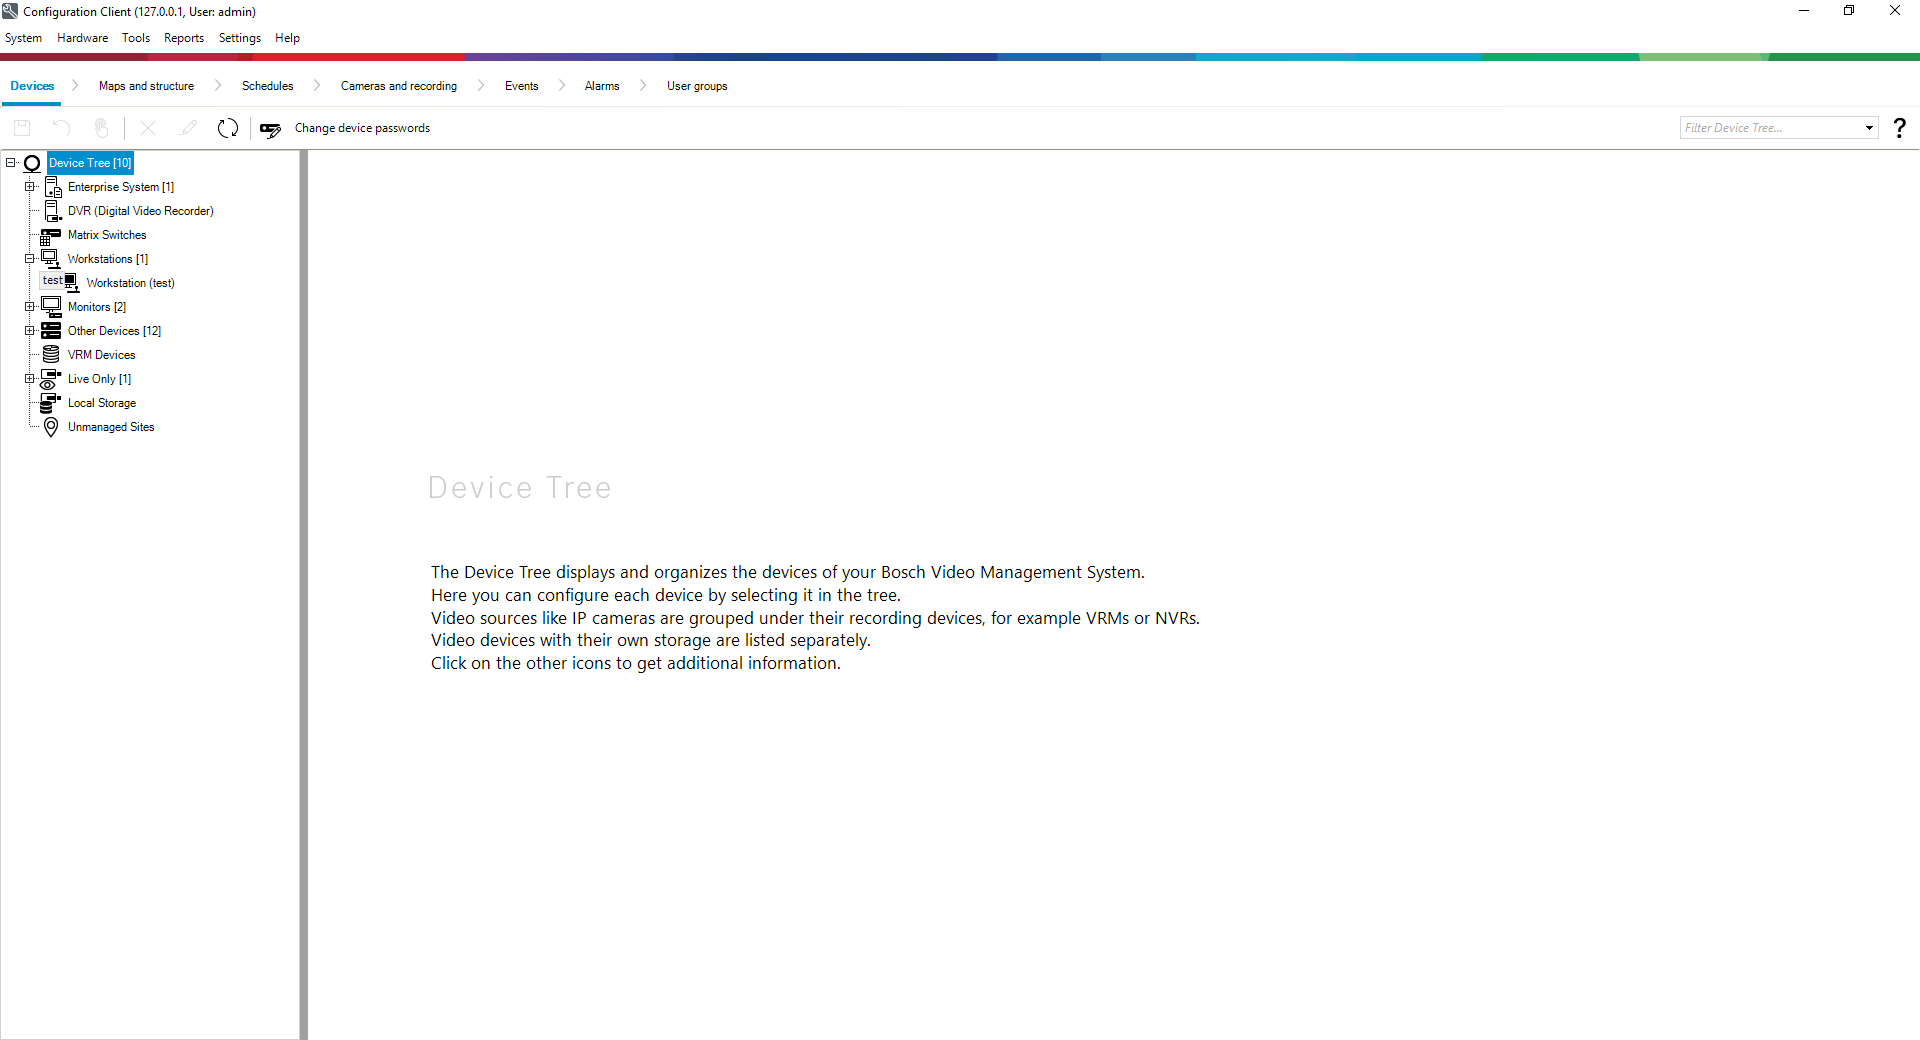 Configuration Client (127.0.0.1, User: admin)
System Hardware Tools Reports Settings Help
Devices Maps and structure Schedules Cameras and recording Events Alarms User groups
Change device passwords
Filter Device Tree...
?
Device Tree [10]
Enterprise System [1]
DVR (Digital Video Recorder)
Matrix Switches
Workstations [1]
test Workstation (test)
Monitors [2]
Other Devices [12]
VRM Devices
Live Only [1]
Local Storage
Unmanaged Sites
Device Tree
The Device Tree displays and organizes the devices of your Bosch Video Management System.
Here you can configure each device by selecting it in the tree.
Video sources like IP cameras are grouped under their recording devices, for example VRMs or NVRs.
Video devices with their own storage are listed separately.
Click on the other icons to get additional information.